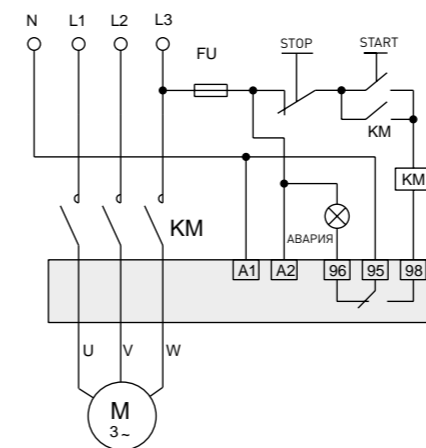 N L1 L2 L3
FU
STOP
START
KM
KM
KM
АВАРИЯ
A1 A2 96 95 98
U V W
M
3~